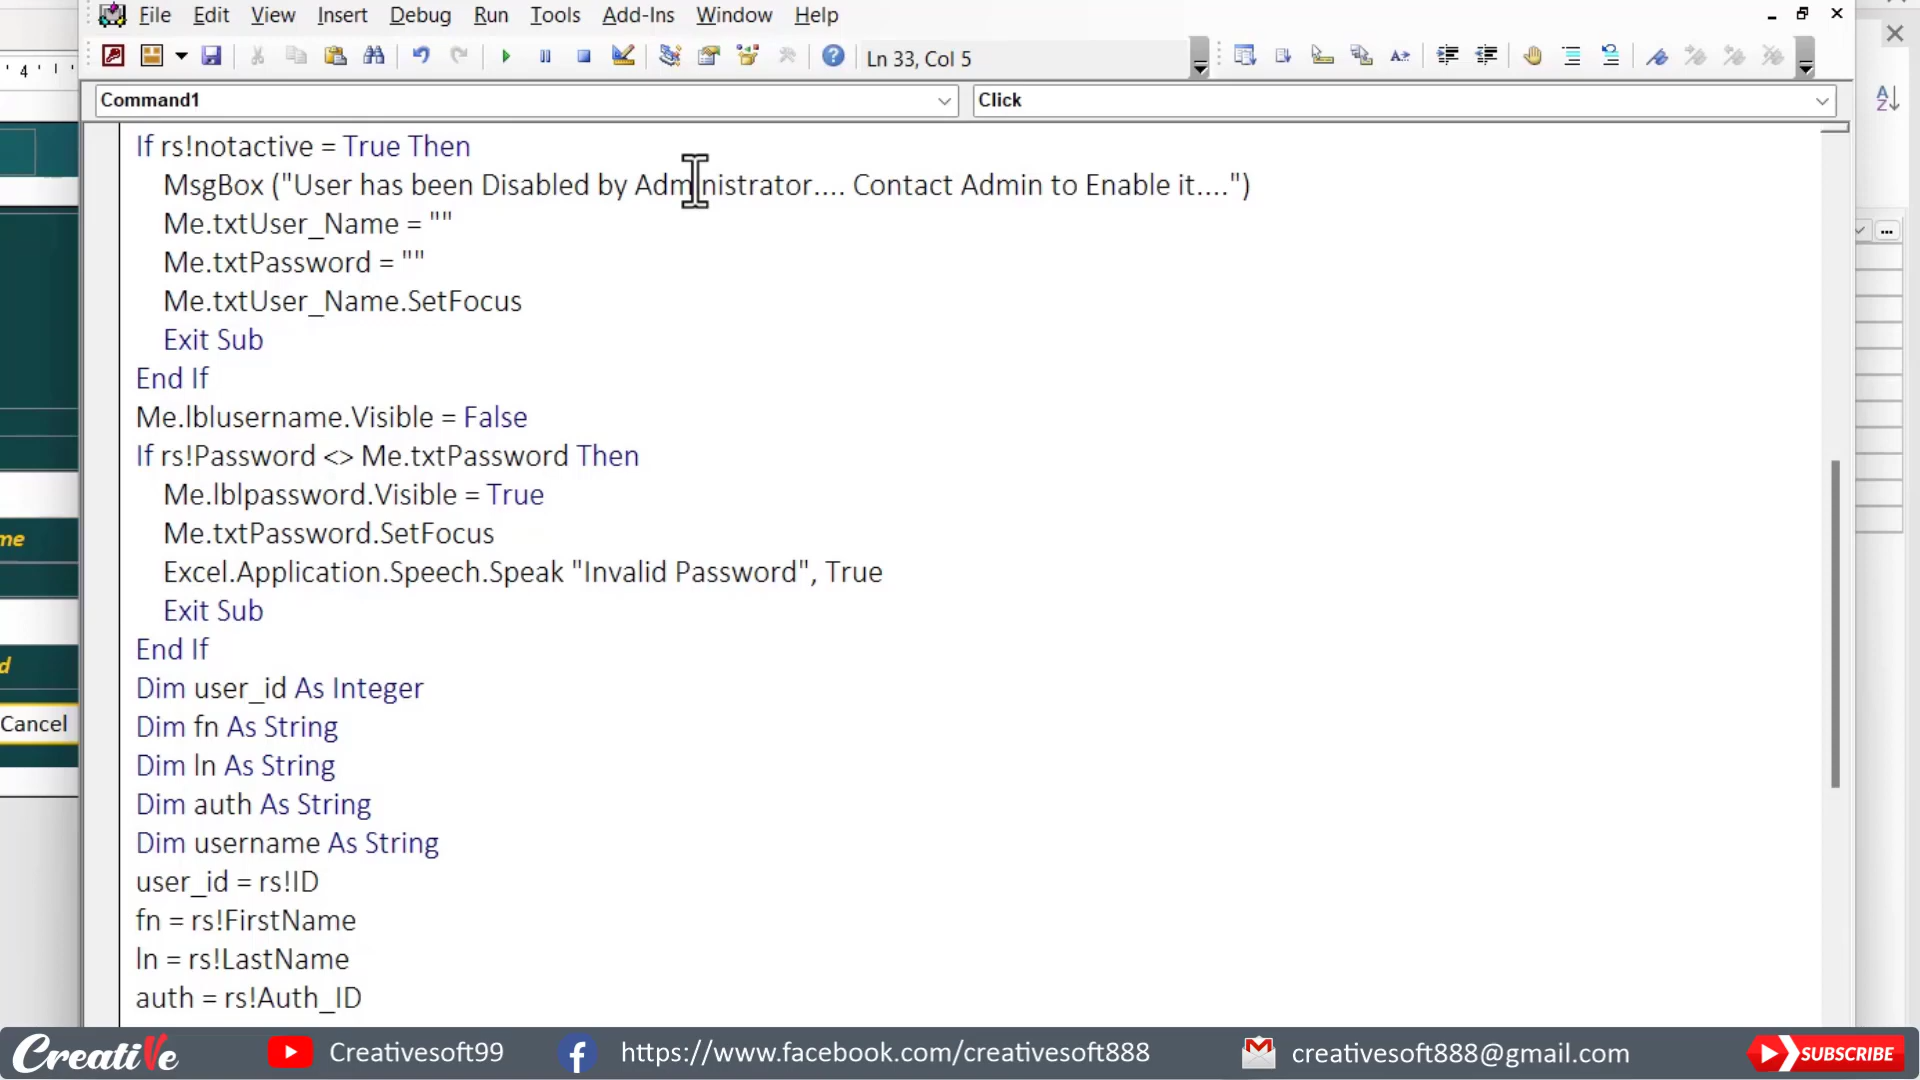 File Edit View Insert Debug Run Tools Add-Ins Window Help
4
Ln 33, Col 5
Command1
Click
If rs!notactive = True Then
MsgBox ("User has been Disabled by Administrator.... Contact Admin to Enable it....")
Me.txtUser_Name = ""
Me.txtPassword = ""
Me.txtUser_Name.SetFocus
Exit Sub
End If
Me.lblusername.Visible = False
If rs!Password <> Me.txtPassword Then
Me.lblpassword.Visible = True
Me.txtPassword.SetFocus
Excel.Application.Speech.Speak "Invalid Password", True
Exit Sub
End If
Dim user_id As Integer
Dim fn As String
Dim ln As String
Dim auth As String
Dim username As String
user_id = rs!ID
fn = rs!FirstName
ln = rs!LastName
auth = rs!Auth_ID
me
d
Cancel
A
Z
...
Creative
Creativesoft99
https://www.facebook.com/creativesoft888
creativesoft888@gmail.com
SUBSCRIBE